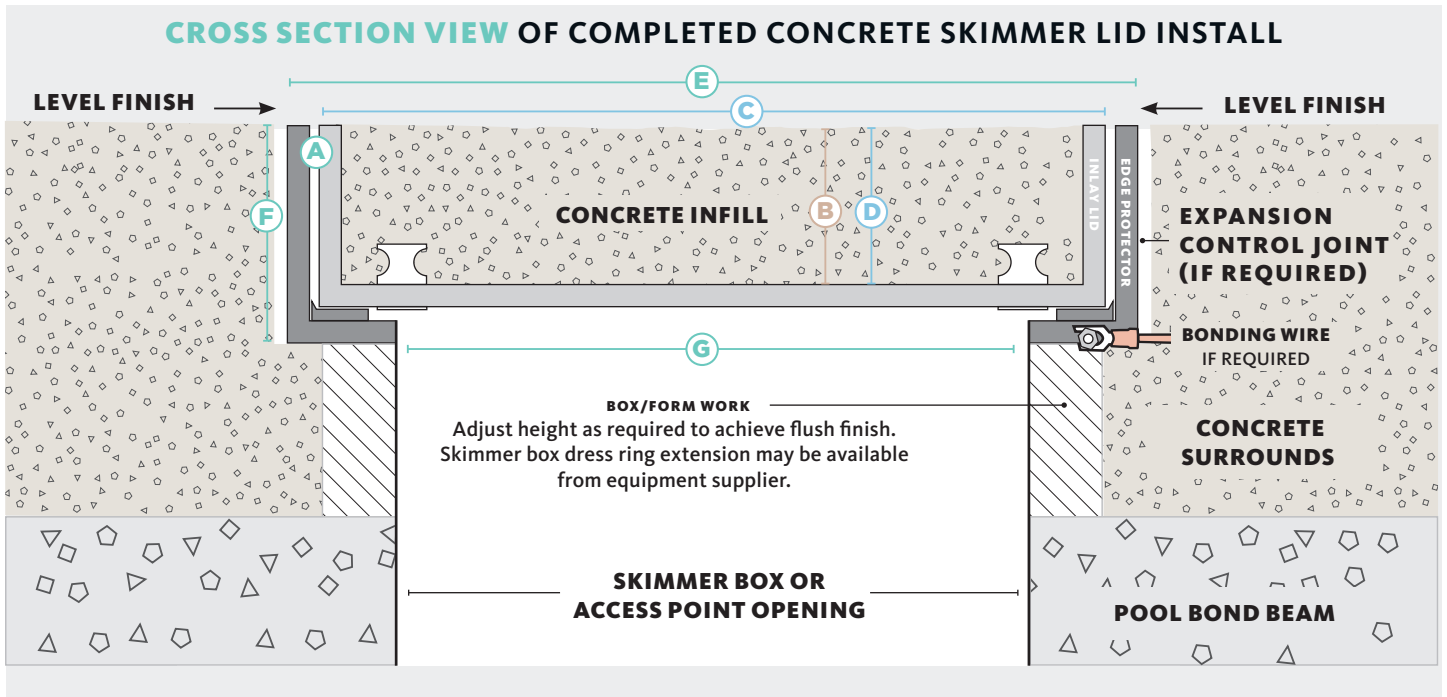 CROSS SECTION VIEW OF COMPLETED CONCRETE SKIMMER LID INSTALL
E
LEVEL FINISH
LEVEL FINISH
C
A
F
CONCRETE INFILL
B
D
INLAY LID
EDGE PROTECTOR
EXPANSION
CONTROL JOINT
(IF REQUIRED)
BONDING WIRE
IF REQUIRED
G
BOX/FORM WORK
Adjust height as required to achieve flush finish.
Skimmer box dress ring extension may be available
from equipment supplier.
CONCRETE
SURROUNDS
SKIMMER BOX OR
ACCESS POINT OPENING
POOL BOND BEAM